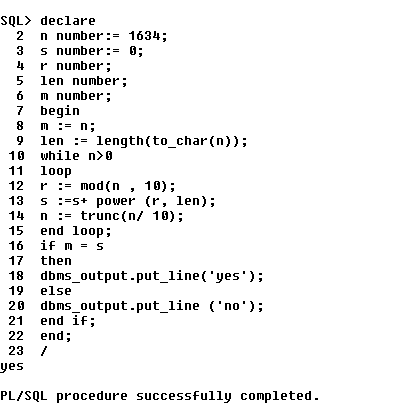 SQL> declare
2 n number:= 1634;
3 s number:= 0;
4 r number;
5 len number;
6 m number;
7 begin
8 m := n;
9 len := length(to_char(n));
10 while n>0
11 loop
12 r := mod(n , 10);
13 s :=s+ power (r, len);
14 n := trunc(n/ 10);
15 end loop;
16 if m = s
17 then
18 dbms_output.put_line('yes');
19 else
20 dbms_output.put_line ('no');
21 end if;
22 end;
23 /
yes
PL/SQL procedure successfully completed.